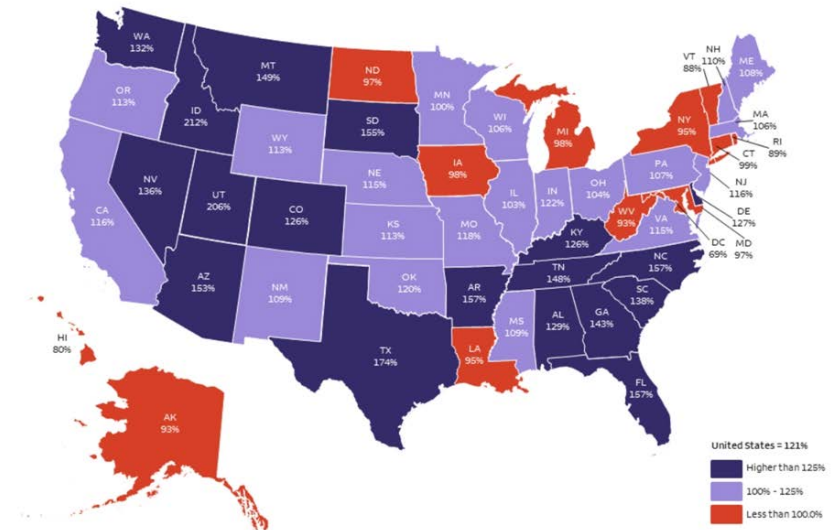 WA
132%
MT
149%
ND
97%
MN
100%
VT
88%
NH
110%
ME
108%
OR
113%
ID
212%
SD
155%
WI
106%
MI
98%
NY
95%
MA
106%
RI
89%
CT
99%
WY
113%
IA
98%
NE
115%
NV
136%
UT
206%
CO
126%
CA
116%
IL
103%
IN
122%
OH
104%
PA
107%
NJ
116%
DE
127%
MD
97%
DC
69%
WV
93%
VA
115%
KS
113%
MO
118%
KY
126%
NC
157%
TN
148%
SC
138%
AZ
153%
NM
109%
OK
120%
AR
157%
MS
109%
AL
129%
GA
143%
TX
174%
LA
95%
FL
157%
HI
80%
AK
93%
United States = 121%
Higher than 125%
100% - 125%
Less than 100.0%